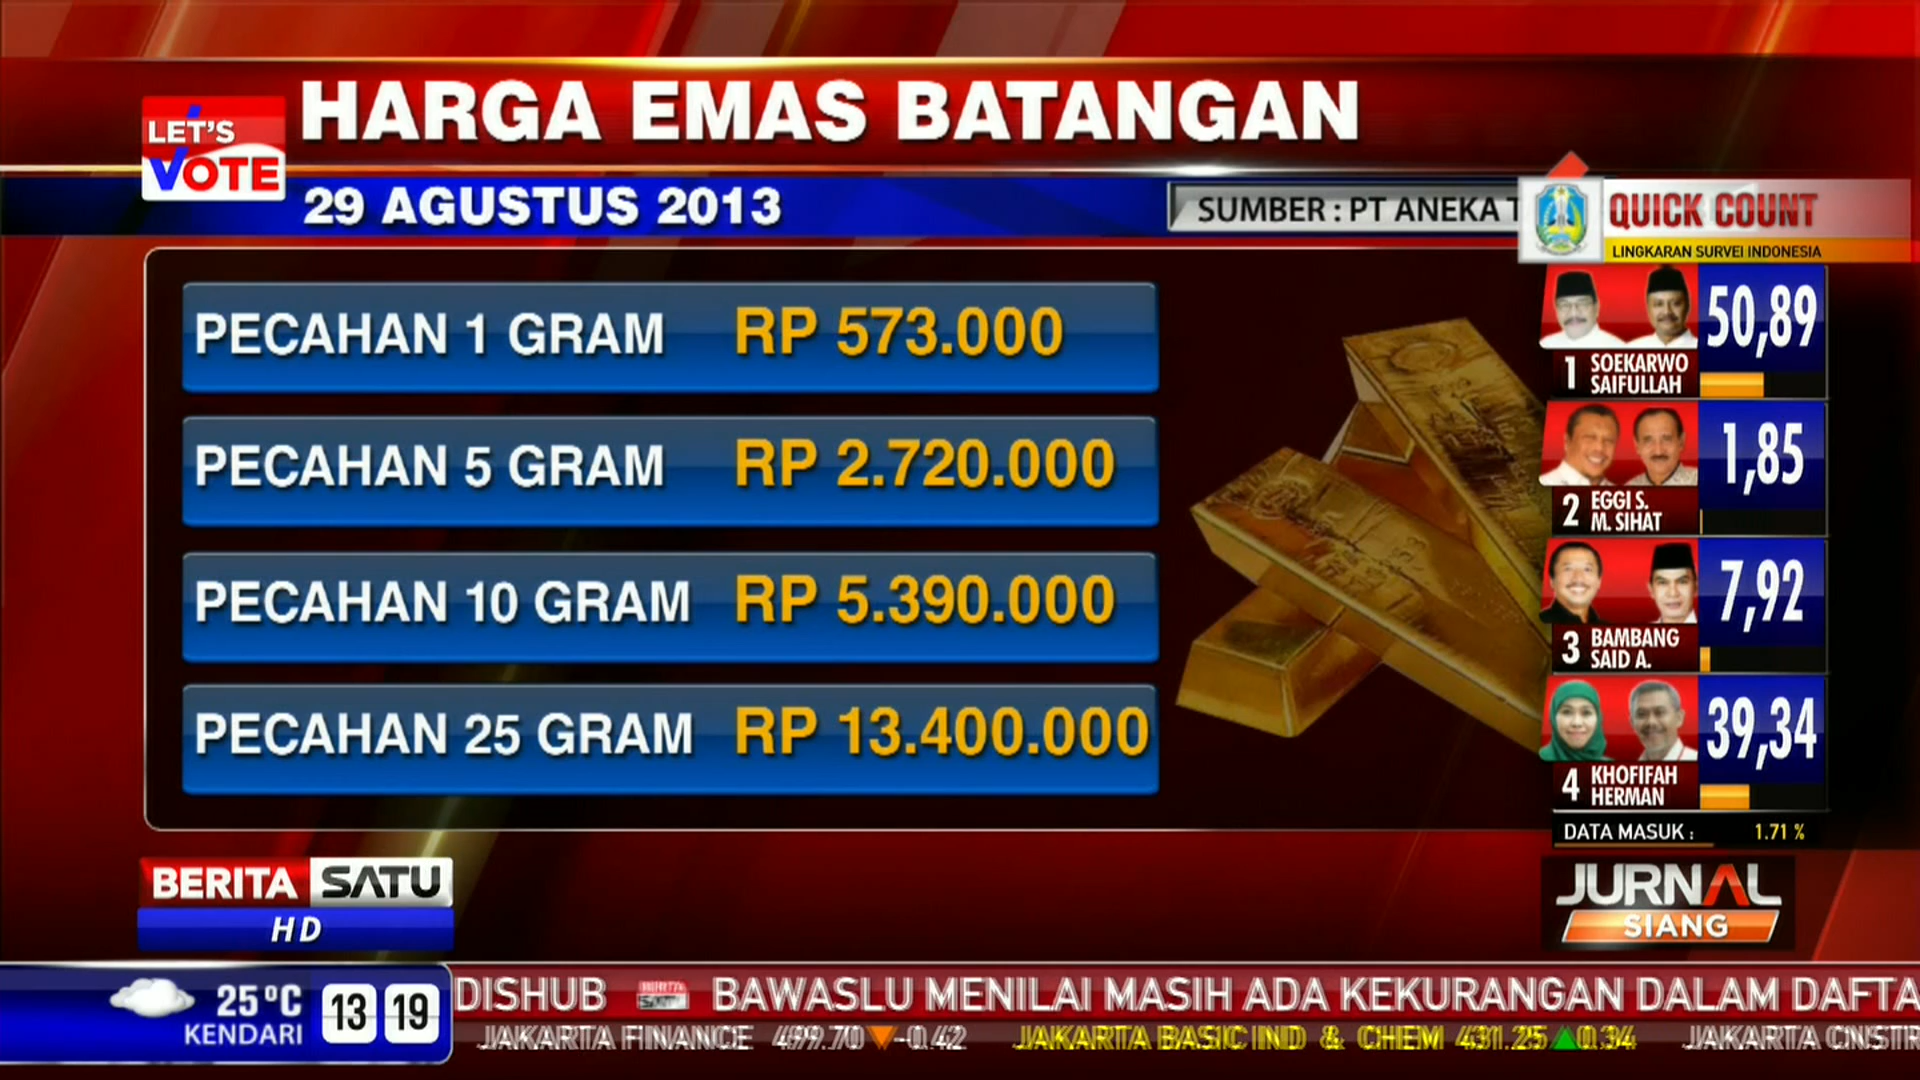 LET'S
VOTE
HARGA EMAS BATANGAN
29 AGUSTUS 2013
SUMBER : PT ANEKA T
QUICK COUNT
LINGKARAN SURVEI INDONESIA
PECAHAN 1 GRAM RP 573.000
PECAHAN 5 GRAM RP 2.720.000
PECAHAN 10 GRAM RP 5.390.000
PECAHAN 25 GRAM RP 13.400.000
50,89
1 SOEKARWO
SAIFULLAH
1,85
2 EGGI S.
M. SIHAT
7,92
3 BAMBANG
SAID A.
39,34
4 KHOFIFAH
HERMAN
DATA MASUK : 1.71 %
BERITA SATU
HD
JURNAL
SIANG
25°C
KENDARI
13 19
DISHUB BAWASLU MENILAI MASIH ADA KEKURANGAN DALAM DAFTA
JAKARTA FINANCE 499.70 ▼ -0.42 JAKARTA BASIC IND & CHEM 431.25 ▲ 0.34 JAKARTA CNSTR